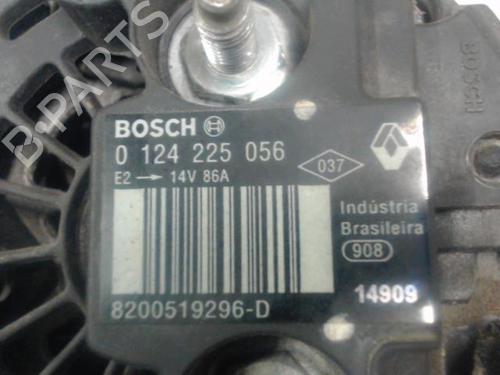 BOSCH
0 124 225 056
E2 → 14V 86A
037
Indústria
Brasileira
908
14909
8200519296-D
BOSCH
B-PARTS